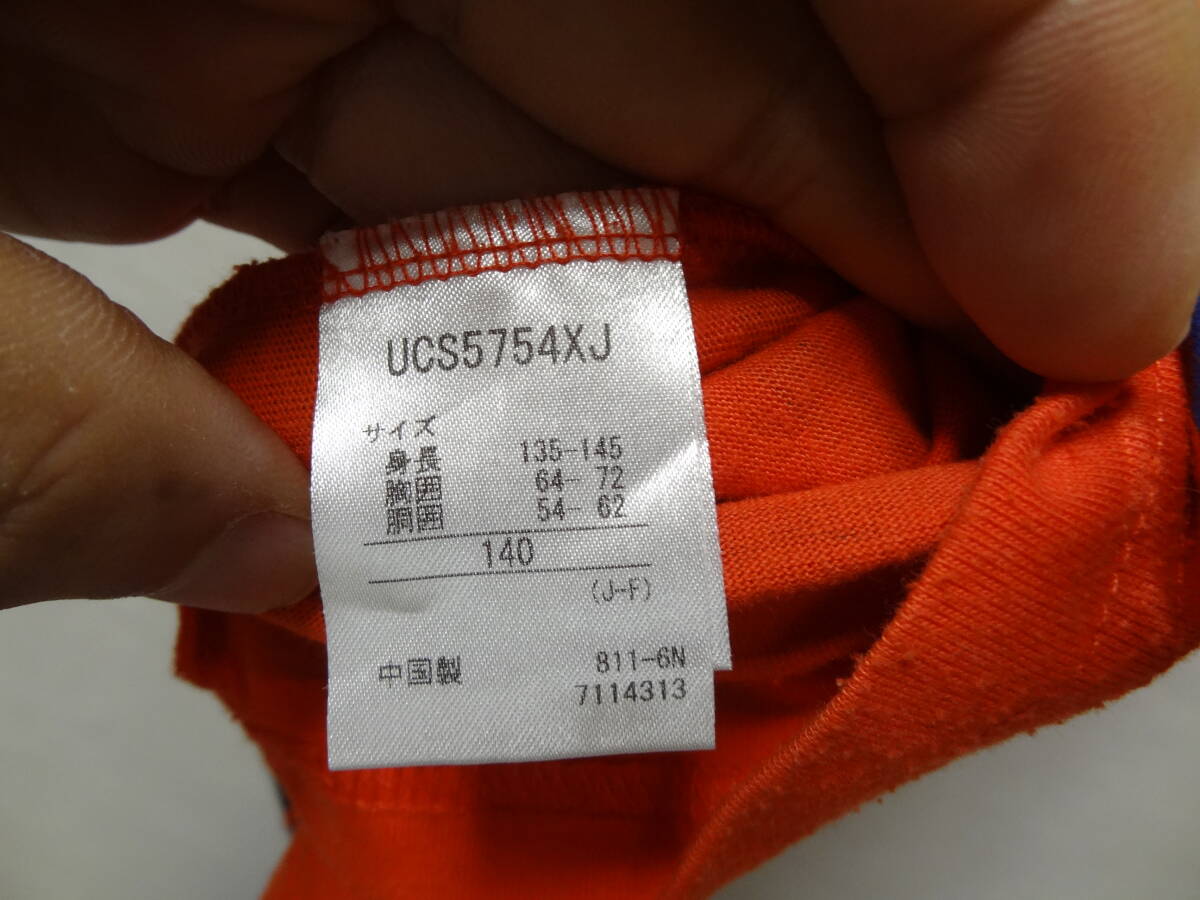 UCS5754XJ
サイズ
身長 135-145
胸囲 64- 72
胴囲 54- 62
140
(J-F)
中国製 811-6N
7114313